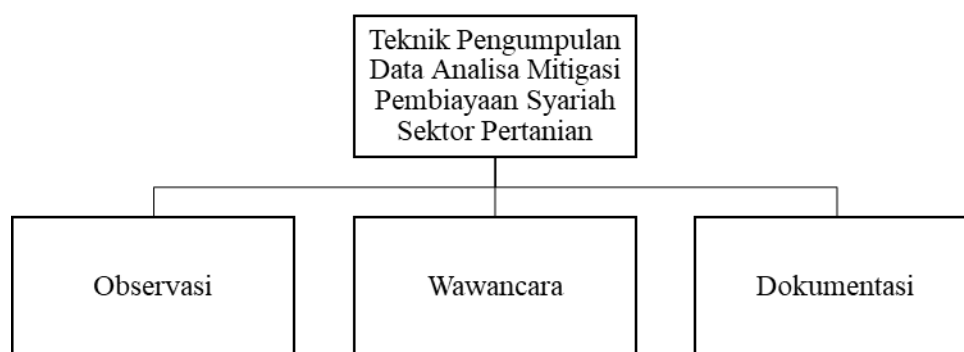 Teknik Pengumpulan
Data Analisa Mitigasi
Pembiayaan Syariah
Sektor Pertanian
Observasi
Wawancara
Dokumentasi